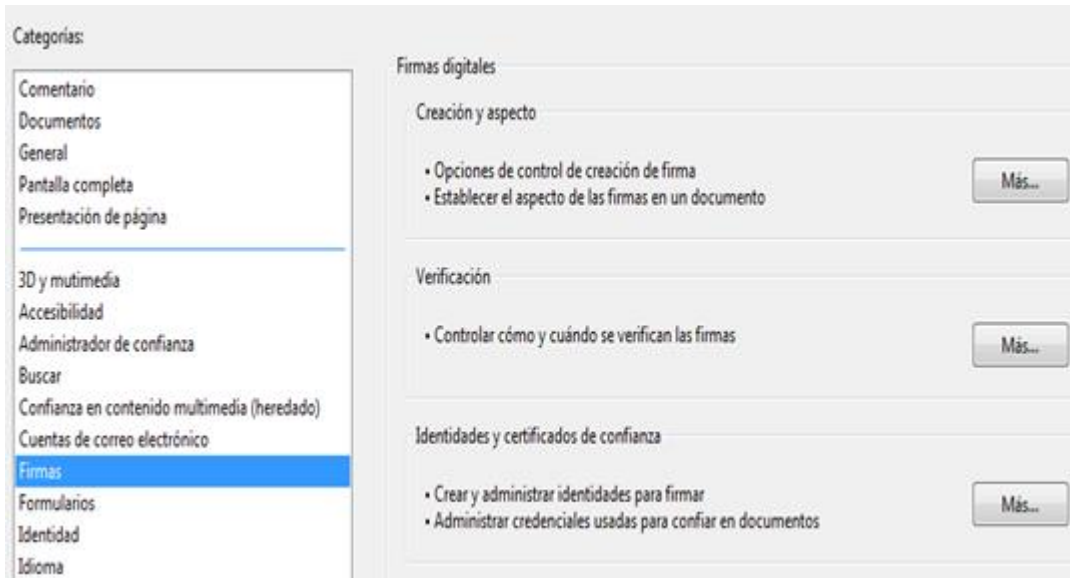 Categorías:
Comentario
Documentos
General
Pantalla completa
Presentación de página
3D y mutimedia
Accesibilidad
Administrador de confianza
Buscar
Confianza en contenido multimedia (heredado)
Cuentas de correo electrónico
Firmas
Formularios
Identidad
Idioma
Firmas digitales
Creación y aspecto
• Opciones de control de creación de firma
• Establecer el aspecto de las firmas en un documento
Más...
Verificación
• Controlar cómo y cuándo se verifican las firmas
Más...
Identidades y certificados de confianza
• Crear y administrar identidades para firmar
• Administrar credenciales usadas para confiar en documentos
Más...